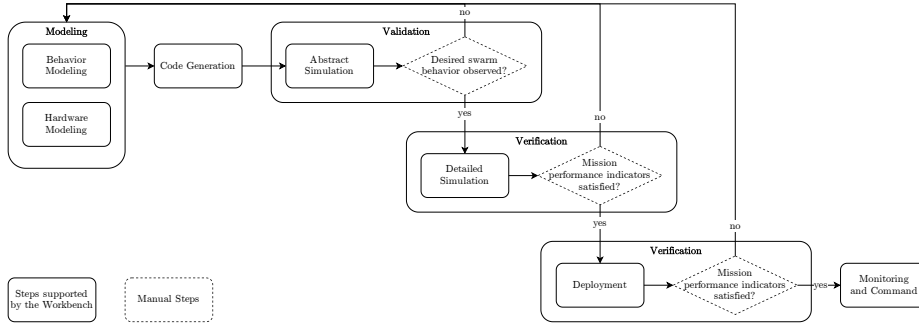 no
Modeling
Validation
Behavior
Modeling
Code Generation
Abstract
Simulation
Desired swarm
behavior observed?
Hardware
Modeling
yes
no
Verification
Detailed
Simulation
Mission
performance indicators
satisfied?
yes
no
Verification
Deployment
Mission
performance indicators
satisfied?
yes
Monitoring
and Command
Steps supported
by the Workbench
Manual Steps